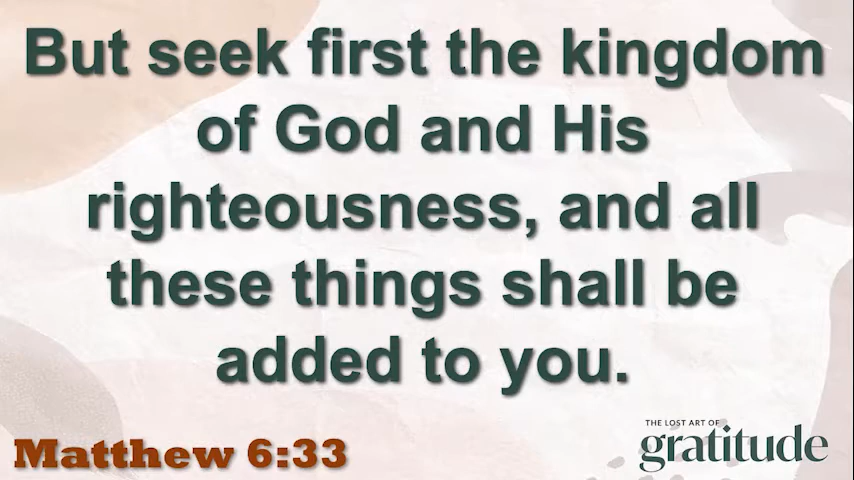 But seek first the kingdom
of God and His
righteousness, and all
these things shall be
added to you.
Matthew 6:33
THE LOST ART OF
gratitude